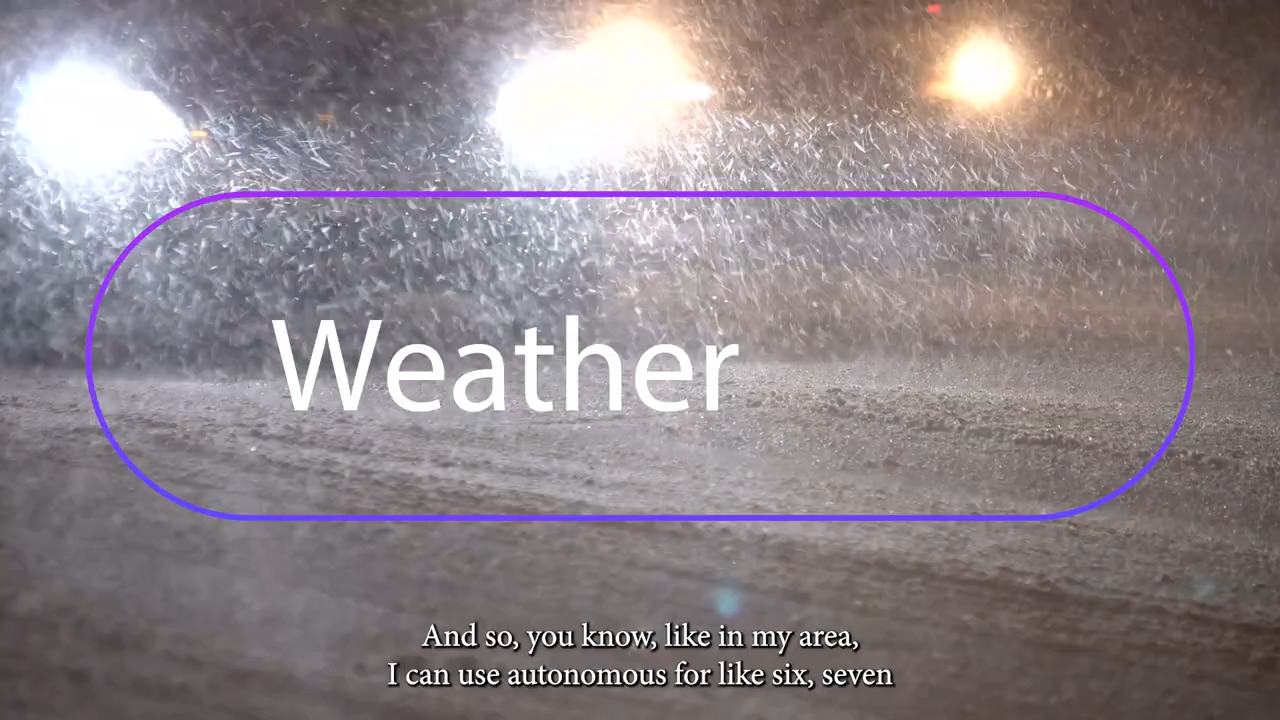 Weather
And so, you know, like in my area,
I can use autonomous for like six, seven